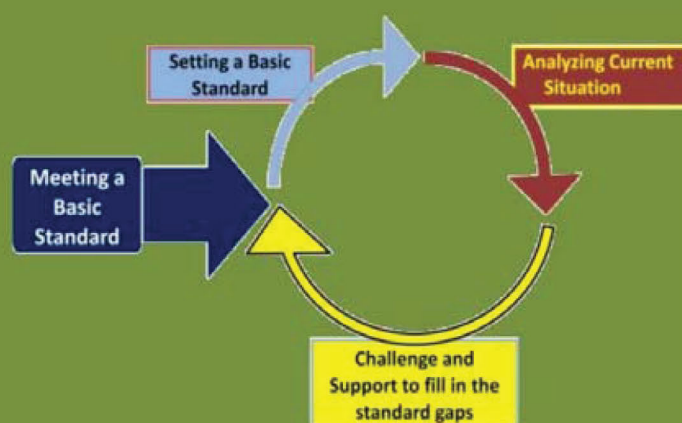 Setting a Basic
Standard
Analyzing Current
Situation
Meeting a
Basic
Standard
Challenge and
Support to fill in the
standard gaps